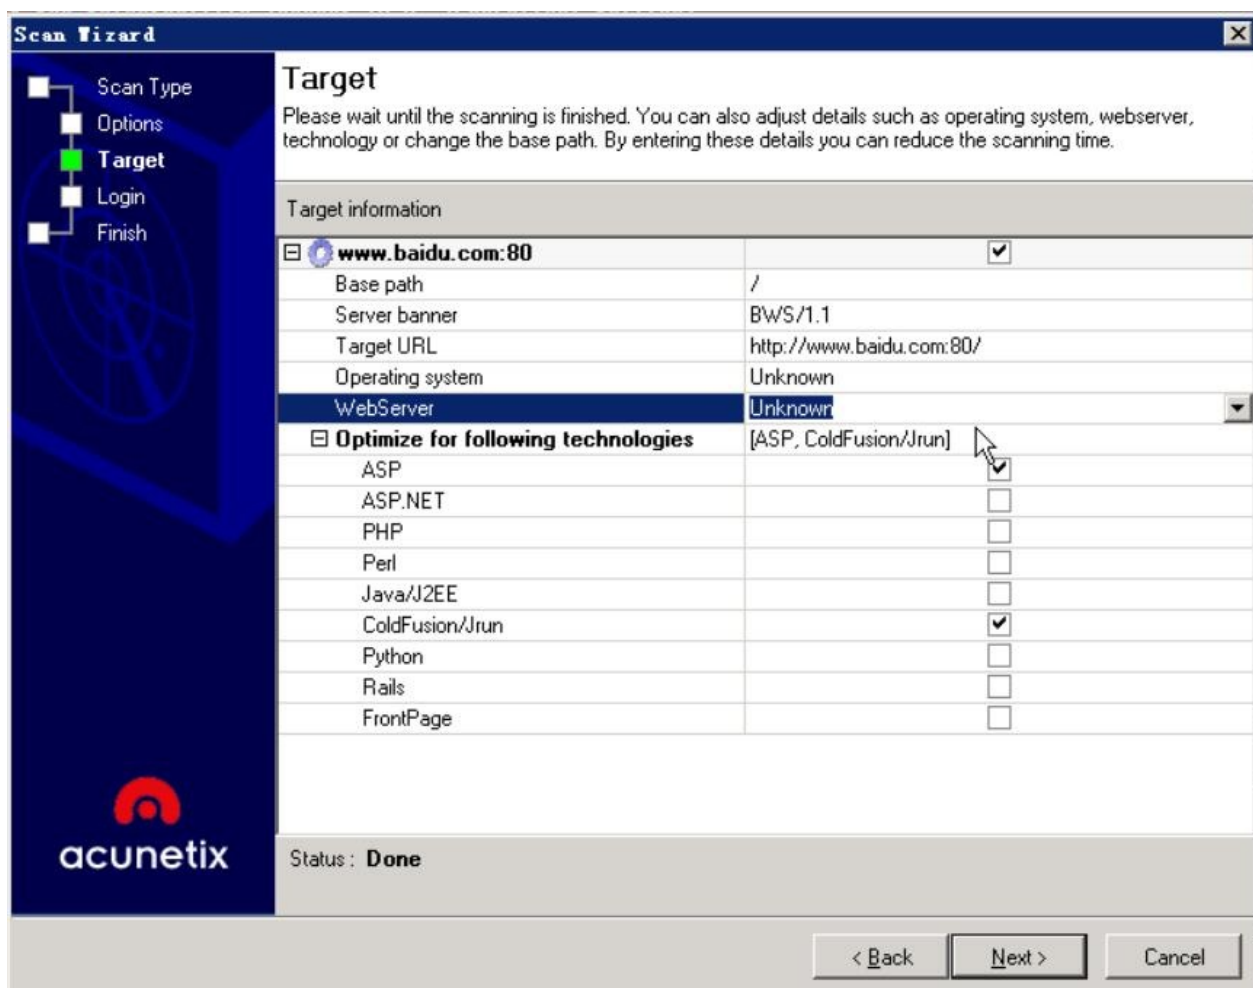 Scan Wizard
Scan Type
Options
Target
Login
Finish
acunetix
Target
Please wait until the scanning is finished. You can also adjust details such as operating system, webserver,
technology or change the base path. By entering these details you can reduce the scanning time.
Target information
www.baidu.com:80
Base path /
Server banner BWS/1.1
Target URL http://www.baidu.com:80/
Operating system Unknown
WebServer Unknown
Optimize for following technologies [ASP, ColdFusion/Jrun]
ASP
ASP.NET
PHP
Perl
Java/J2EE
ColdFusion/Jrun
Python
Rails
FrontPage
Status : Done
< Back Next > Cancel